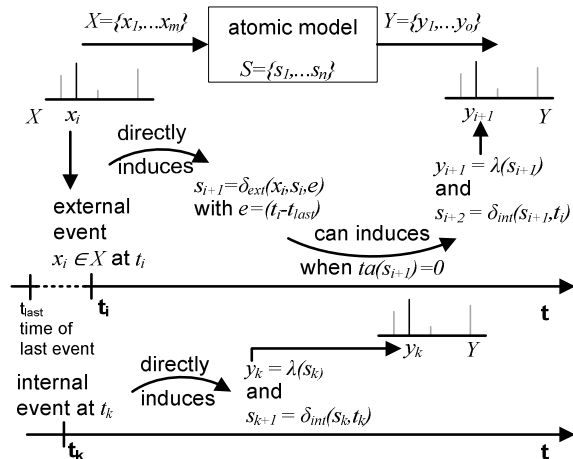 X={x₁,...xₘ}
atomic model
Y={y₁,...yₒ}
S={s₁,...sₙ}
X
xᵢ
yᵢ₊₁
Y
directly
induces
external
event
xᵢ ∈ X at tᵢ
sᵢ₊₁=δₑₓₜ(xᵢ,sᵢ,e)
with e=(tᵢ-tₗₐₛₜ)
yᵢ₊₁ = λ(sᵢ₊₁)
and
sᵢ₊₂ = δᵢₙₜ(sᵢ₊₁,tᵢ)
can induces
when ta(sᵢ₊₁)=0
tₗₐₛₜ
time of
last event
tᵢ
t
yₖ
Y
internal
event at tₖ
directly
induces
yₖ = λ(sₖ)
and
sₖ₊₁ = δᵢₙₜ(sₖ,tₖ)
tₖ
t